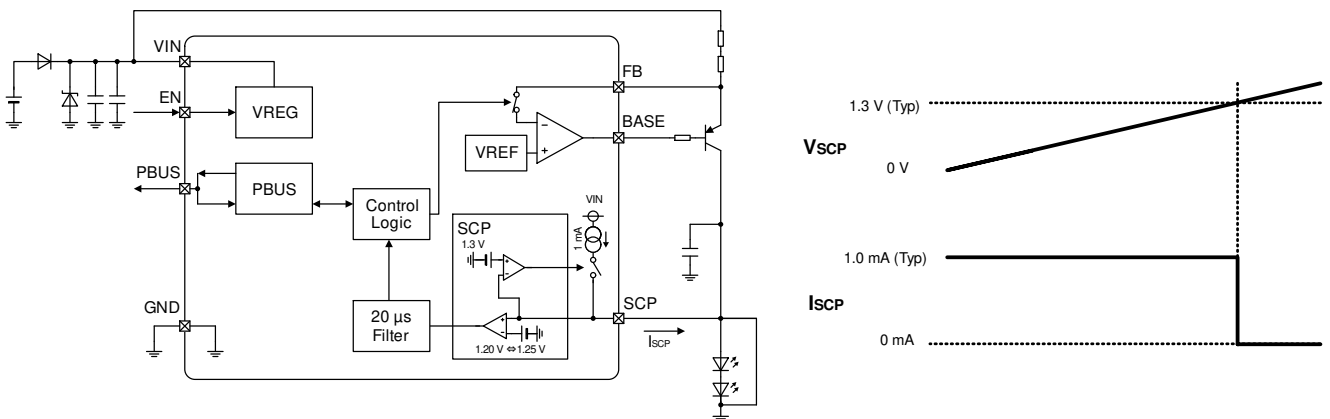 VIN
EN
VREG
PBUS
PBUS
GND
Control
Logic
20 µs
Filter
VREF
FB
BASE
SCP
1.3 V
VIN
1 mA
SCP
1.20 V ⇔ 1.25 V
ISCP
VSCP
1.3 V (Typ)
0 V
ISCP
1.0 mA (Typ)
0 mA